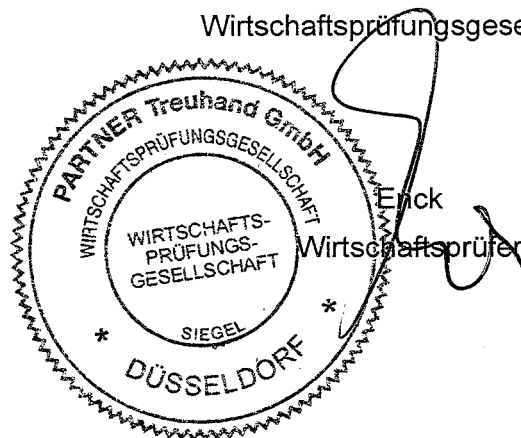 Wirtschaftsprüfungsgese
PARTNER Treuhand GmbH
WIRTSCHAFTSPRÜFUNGSGESELLSCHAFT
WIRTSCHAFTS-
PRÜFUNGS-
GESELLSCHAFT
SIEGEL
* DÜSSELDORF *
Enck
Wirtschaftsprüfer